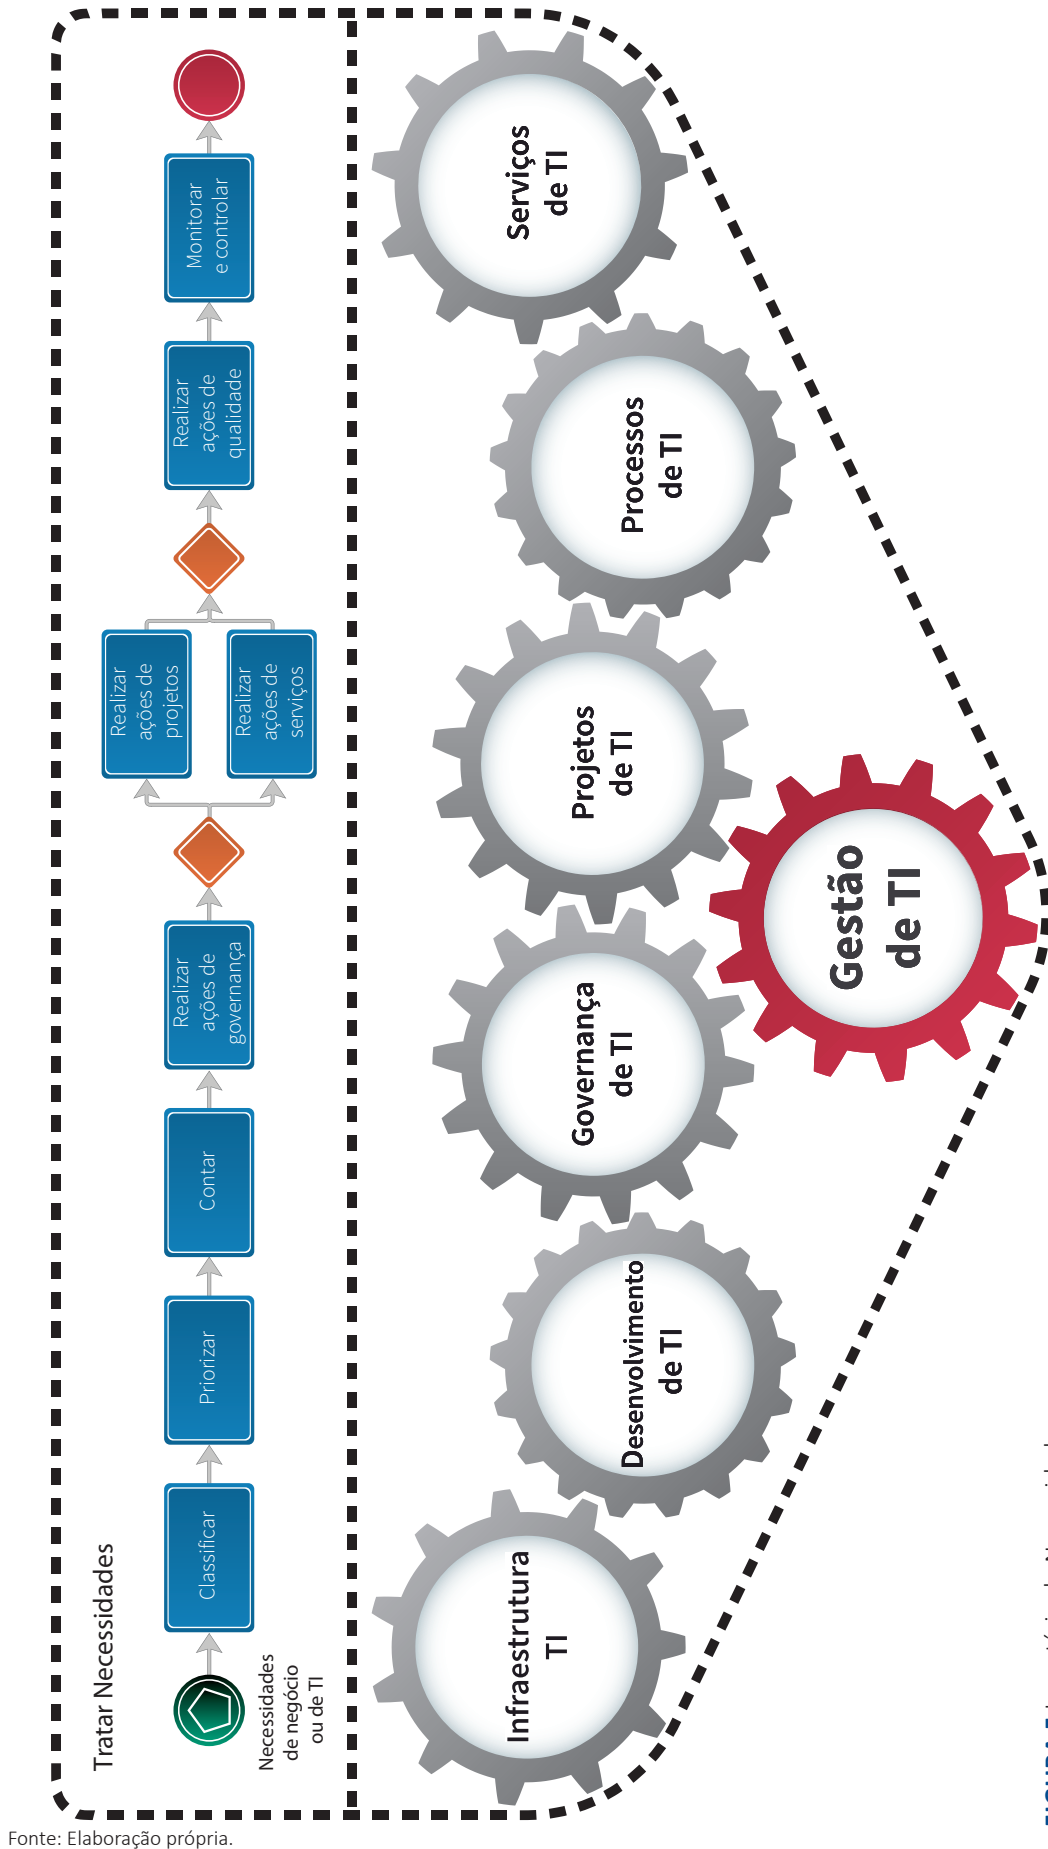 Tratar Necessidades
Necessidades
de negócio
ou de TI
Classificar
Priorizar
Contar
Realizar
ações de
governança
Realizar
ações de
projetos
Realizar
ações de
serviços
Realizar
ações de
qualidade
Monitorar
e controlar
Infraestrutura
TI
Desenvolvimento
de TI
Governança
de TI
Projetos
de TI
Processos
de TI
Serviços
de TI
Gestão
de TI
Fonte: Elaboração própria.